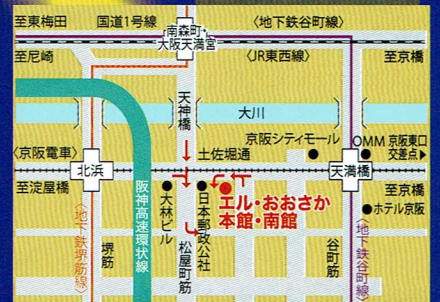 至東梅田
国道1号線
南森町
大阪天満宮
〈地下鉄谷町線〉
至尼崎
〈JR東西線〉
至京橋
天神橋
大川
京阪シティモール
OMM
京阪東口
交差点▶
〈京阪電車〉
北浜
土佐堀通
天満橋
至淀屋橋
至京橋
エル・おおさか
本館・南館
ホテル京阪
阪神高速環状線
大林ビル
日本郵政公社
〈地下鉄堺筋線〉
堺筋
松屋町筋
谷町筋
〈地下鉄谷町線〉